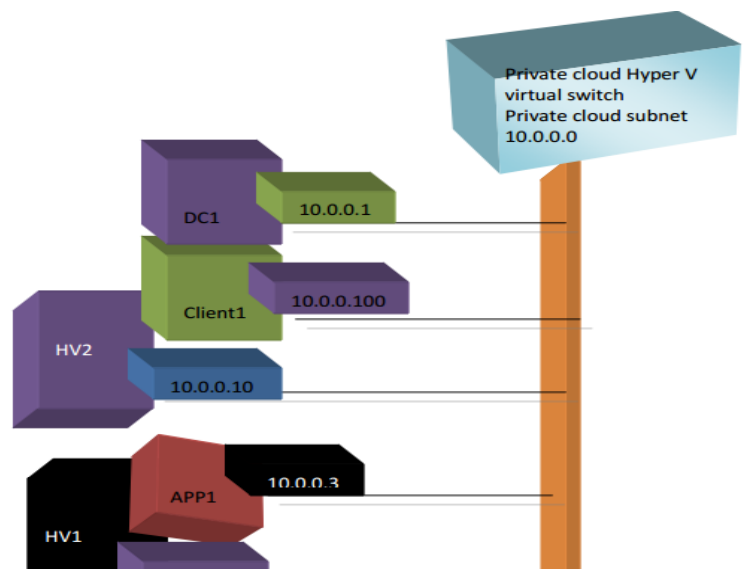 Private cloud Hyper V
virtual switch
Private cloud subnet
10.0.0.0
DC1
10.0.0.1
Client1
10.0.0.100
HV2
10.0.0.10
APP1
10.0.0.3
HV1